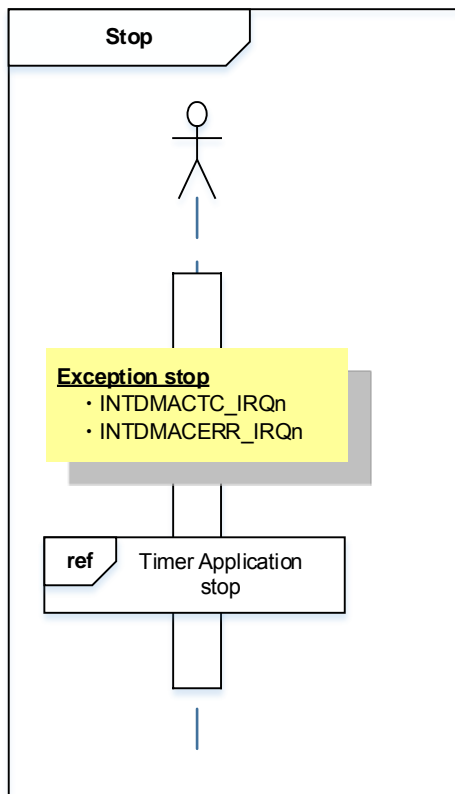 Stop
Exception stop
・INTDMACTC_IRQn
・INTDMACERR_IRQn
ref
Timer Application
stop